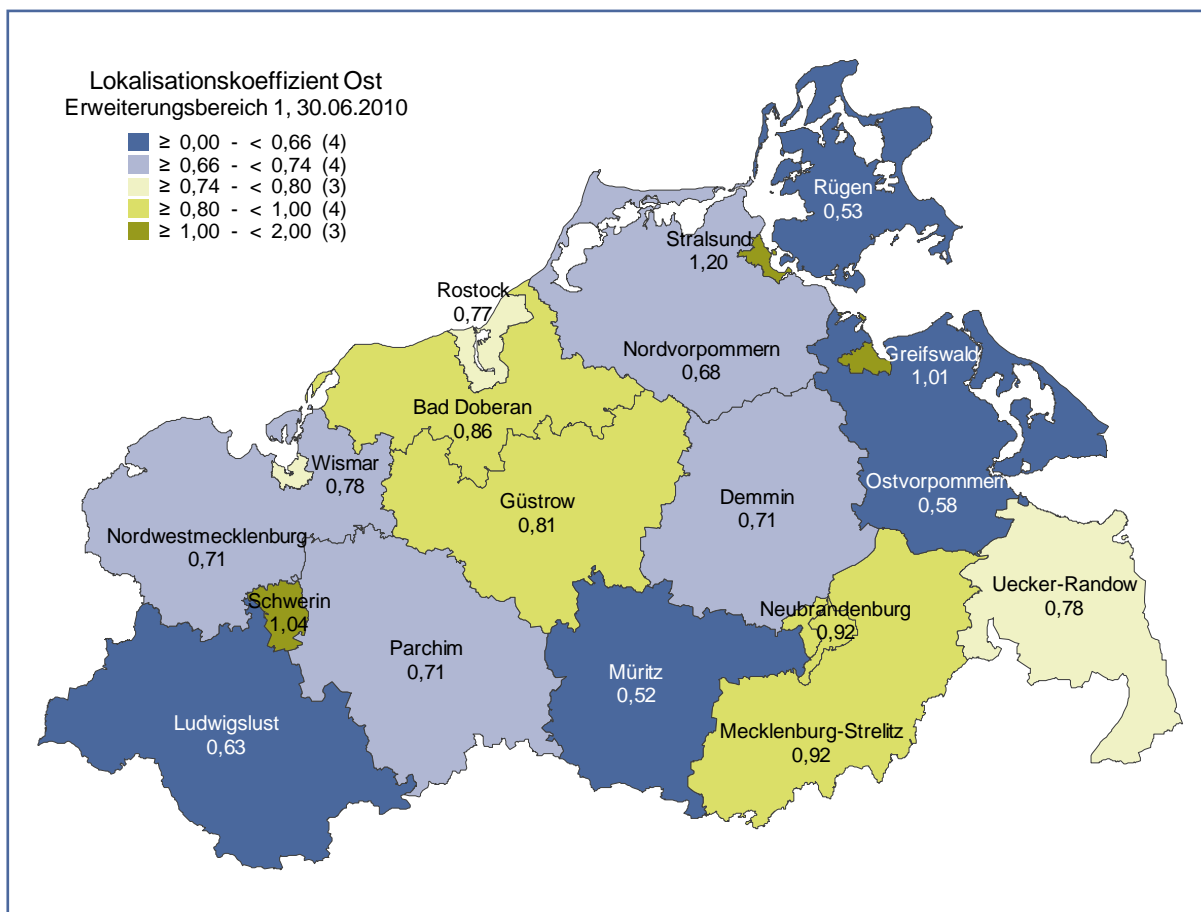 Lokalisationskoeffizient Ost
Erweiterungsbereich 1, 30.06.2010
≥ 0,00 - < 0,66 (4)
≥ 0,66 - < 0,74 (4)
≥ 0,74 - < 0,80 (3)
≥ 0,80 - < 1,00 (4)
≥ 1,00 - < 2,00 (3)
Rügen
0,53
Stralsund
1,20
Rostock
0,77
Nordvorpommern
0,68
Greifswald
1,01
Bad Doberan
0,86
Wismar
0,78
Güstrow
0,81
Demmin
0,71
Ostvorpommern
0,58
Nordwestmecklenburg
0,71
Schwerin
1,04
Neubrandenburg
0,92
Uecker-Randow
0,78
Parchim
0,71
Müritz
0,52
Ludwigslust
0,63
Mecklenburg-Strelitz
0,92